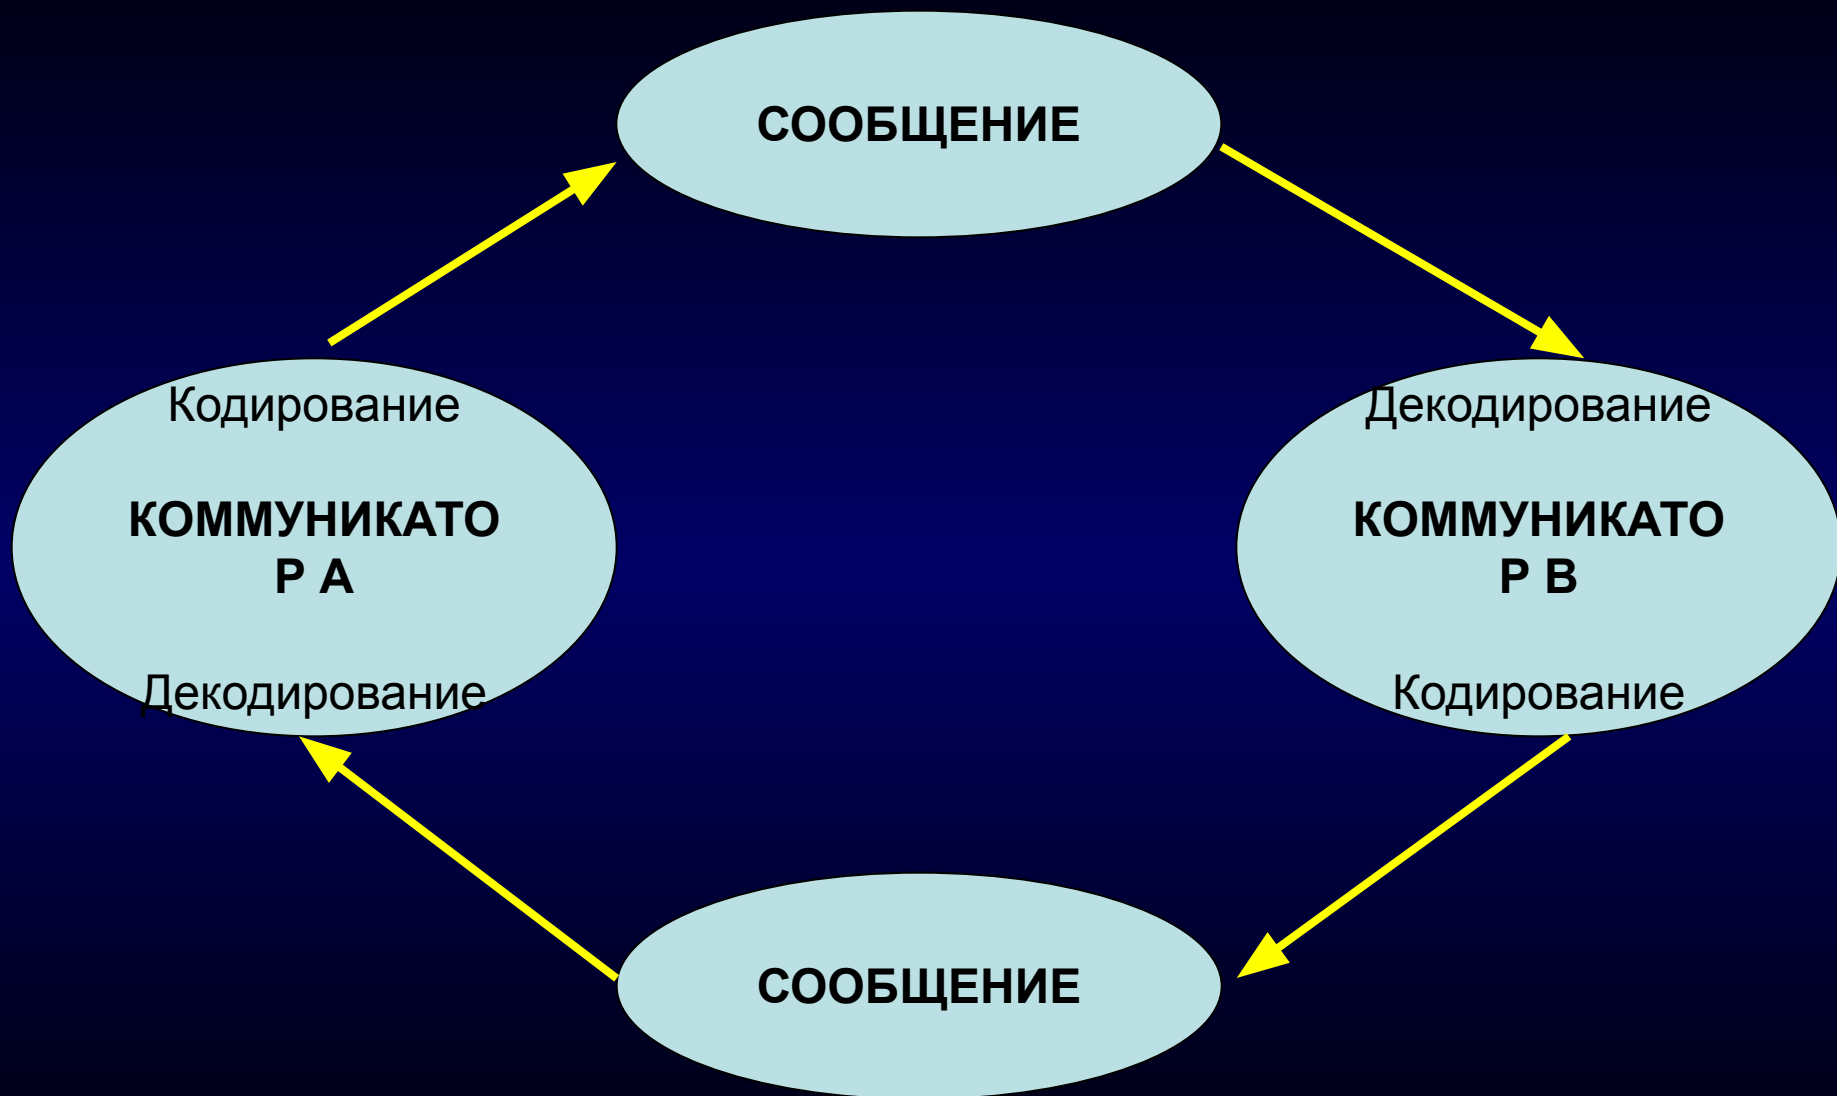 СООБЩЕНИЕ
Кодирование
КОММУНИКАТО
Р А
Декодирование
Декодирование
КОММУНИКАТО
Р В
Кодирование
СООБЩЕНИЕ